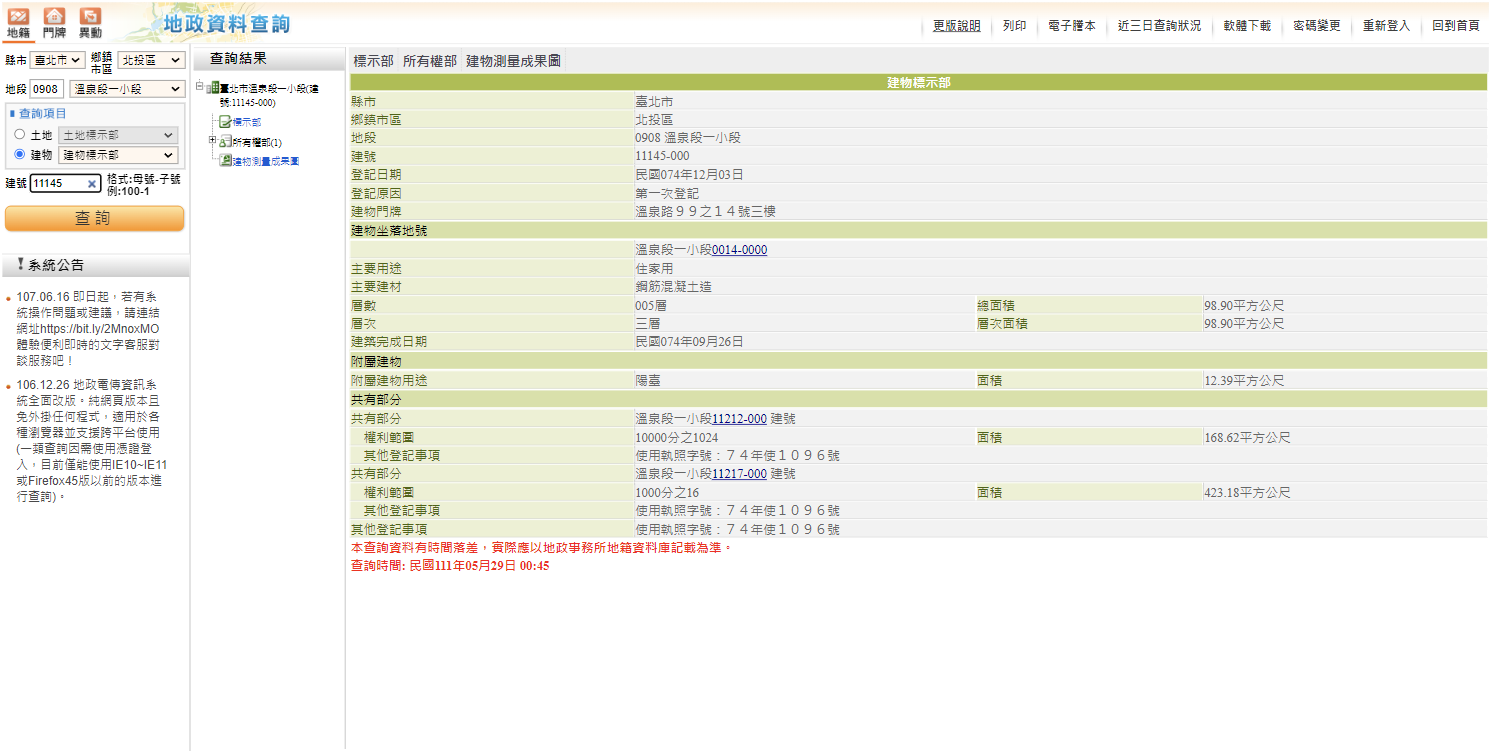 地籍 門牌 異動 地政資料查詢 更版說明 列印 電子謄本 近三日查詢狀況 軟體下載 密碼變更 重新登入 回到首頁
縣市 臺北市 鄉鎮市區 北投區
地段 0908 溫泉段一小段
查詢項目
土地 土地標示部
建物 建物標示部
建號 11145 格式:母號-子號
例:100-1
查詢
系統公告
107.06.16 即日起，若有系
統操作問題或建議，請連結
網址https://bit.ly/2MnoxMO
體驗便利即時的文字客服對
談服務吧！
106.12.26 地政電傳資訊系
統全面改版。純網頁版本且
免外掛任何程式，適用於各
種瀏覽器並支援跨平台使用
(一類查詢因需使用憑證登
入，目前僅能使用IE10~IE11
或Firefox45版以前的版本進
行查詢)。
查詢結果
臺北市溫泉段一小段(建
號:11145-000)
標示部
所有權部(1)
建物測量成果圖
標示部 所有權部 建物測量成果圖
建物標示部
縣市 臺北市
鄉鎮市區 北投區
地段 0908 溫泉段一小段
建號 11145-000
登記日期 民國074年12月03日
登記原因 第一次登記
建物門牌 溫泉路９９之１４號三樓
建物坐落地號
溫泉段一小段0014-0000
主要用途 住家用
主要建材 鋼筋混凝土造
層數 005層 總面積 98.90平方公尺
層次 三層 層次面積 98.90平方公尺
建築完成日期 民國074年09月26日
附屬建物
附屬建物用途 陽臺 面積 12.39平方公尺
共有部分
共有部分 溫泉段一小段11212-000 建號
權利範圍 10000分之1024 面積 168.62平方公尺
其他登記事項 使用執照字號：７４年使１０９６號
共有部分 溫泉段一小段11217-000 建號
權利範圍 1000分之16 面積 423.18平方公尺
其他登記事項 使用執照字號：７４年使１０９６號
其他登記事項 使用執照字號：７４年使１０９６號
本查詢資料有時間落差，實際應以地政事務所地籍資料庫記載為準。
查詢時間: 民國111年05月29日 00:45